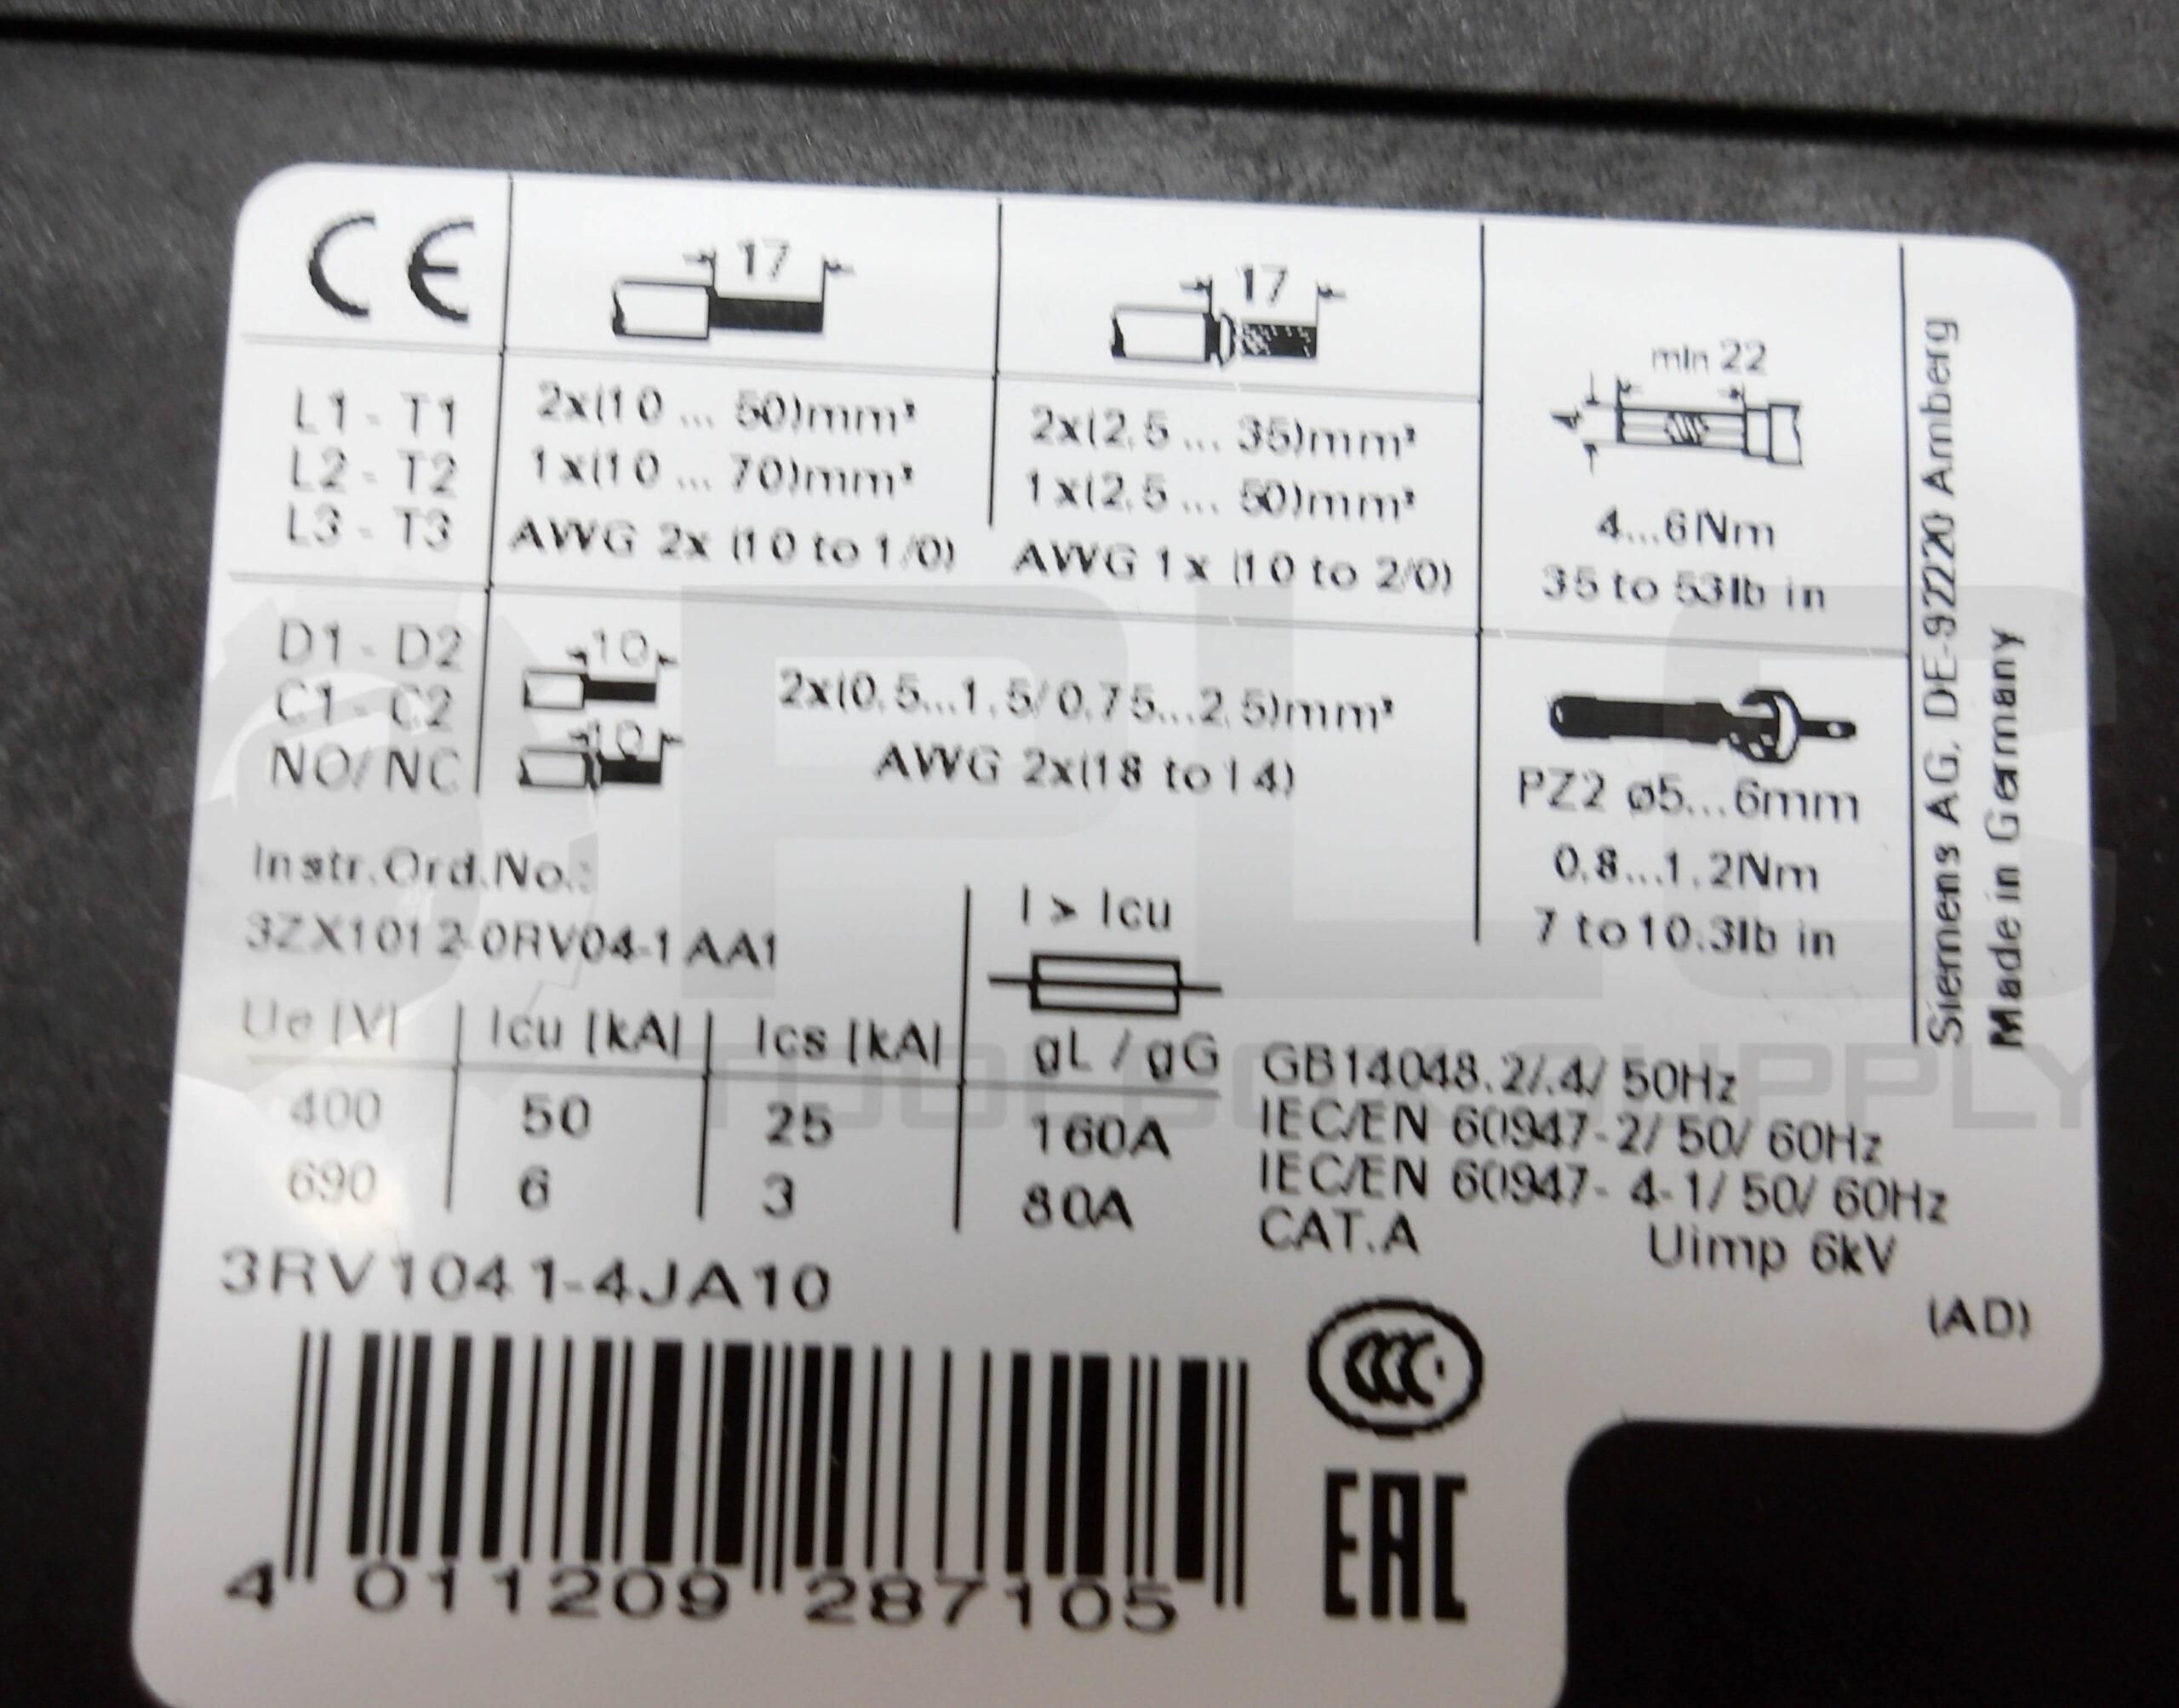 CE
17
17
min 22
4
L1 - T1
L2 - T2
L3 - T3
2x(10 ... 50)mm²
1x(10 ... 70)mm²
AWG 2x (10 to 1/0)
2x(2,5 ... 35)mm²
1x(2,5 ... 50)mm²
AWG 1x (10 to 2/0)
4...6Nm
35 to 53lb in
D1 - D2
C1 - C2
NO/NC
10
10
2x(0,5...1,5/0,75...2,5)mm²
AWG 2x(18 to 14)
PZ2 ø5...6mm
0,8...1,2Nm
7 to 10.3lb in
Siemens AG, DE-92220 Amberg
Made in Germany
Instr.Ord.No.:
3ZX1012-0RV04-1AA1
I > Icu
Ue [V] Icu [kA] Ics [kA] gL / gG
400 50 25 160A
690 6 3 80A
GB14048.2/.4/ 50Hz
IEC/EN 60947-2/ 50/ 60Hz
IEC/EN 60947- 4-1/ 50/ 60Hz
CAT.A Uimp 6kV
(AD)
3RV1041-4JA10
CCC
EAC
4 011209 287105
PLC
TOOLBOX SUPPLY